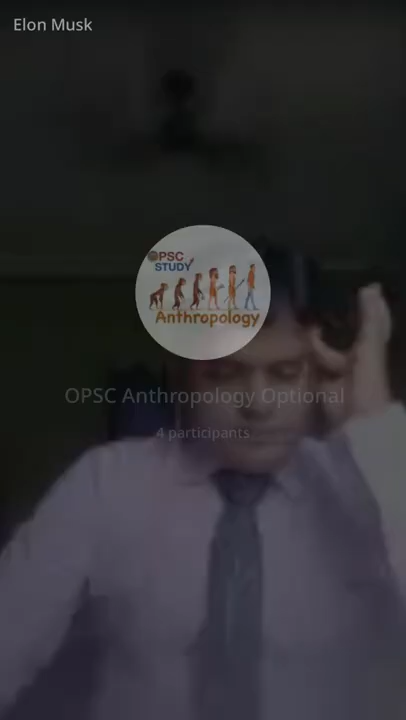 Elon Musk
OPSC
STUDY
Anthropology
OPSC Anthropology Optional
4 participants